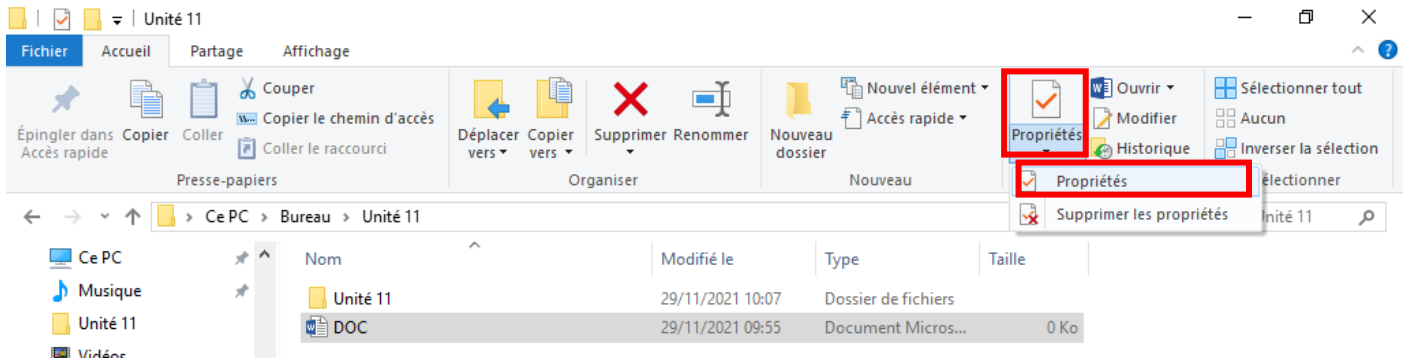 Unité 11
Fichier Accueil Partage Affichage
Épingler dans Accès rapide
Copier
Coller
Couper
Copier le chemin d'accès
Coller le raccourci
Presse-papiers
Déplacer vers
Copier vers
Supprimer
Renommer
Organiser
Nouveau dossier
Nouvel élément
Accès rapide
Nouveau
Propriétés
Ouvrir
Modifier
Historique
Sélectionner tout
Aucun
Inverser la sélection
électionner
Propriétés
Supprimer les propriétés
Ce PC > Bureau > Unité 11
Unité 11
Ce PC
Musique
Unité 11
Vidéos
Nom Modifié le Type Taille
Unité 11 29/11/2021 10:07 Dossier de fichiers
DOC 29/11/2021 09:55 Document Micros... 0 Ko